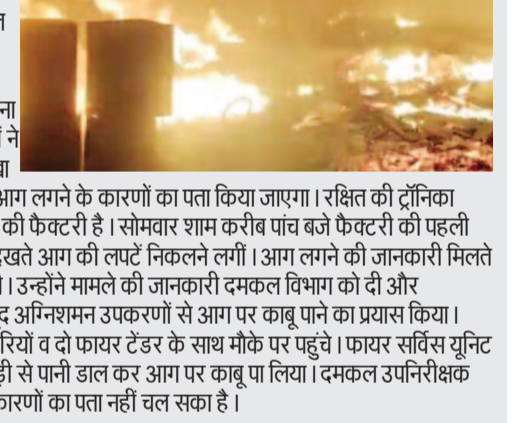 ना
ने
आग लगने के कारणों का पता किया जाएगा । रक्षित की ट्रॉनिका
की फैक्टरी है । सोमवार शाम करीब पांच बजे फैक्टरी की पहली
आग की लपटें निकलने लगीं । आग लगने की जानकारी मिलते
। उन्होंने मामले की जानकारी दमकल विभाग को दी और
अग्निशमन उपकरणों से आग पर काबू पाने का प्रयास किया ।
व दो फायर टेंडर के साथ मौके पर पहुंचे । फायर सर्विस यूनिट
से पानी डाल कर आग पर काबू पा लिया । दमकल उपनिरीक्षक
कारणों का पता नहीं चल सका है ।